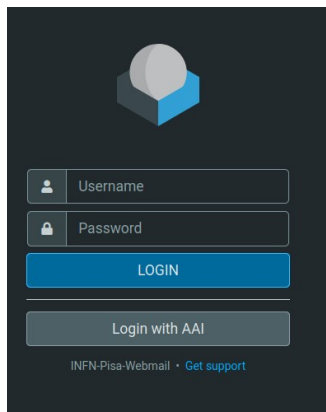 Username
Password
LOGIN
Login with AAI
INFN-Pisa-Webmail • Get support